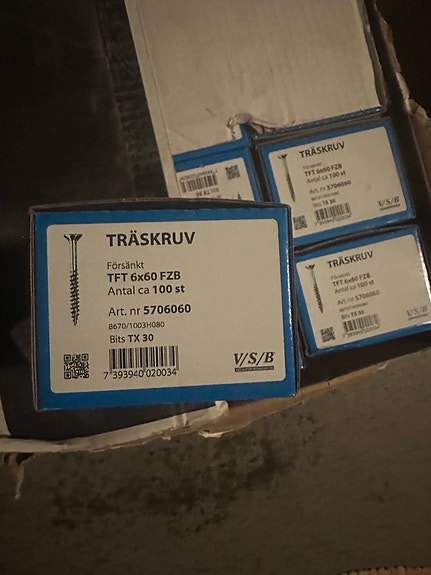 TRÄSKRUV
Försänkt
TFT 6x60 FZB
Antal ca 100 st
Art. nr 5706060
8670/1003H080
Bits TX 30
7 393940 020034
V/S/B
TRÄSKRUV
Försänkt
TFT 6x60 FZB
Antal ca 100 st
Art. nr 5706060
Bits TX 30
V/S/B
TRÄSKRUV
Försänkt
TFT 6x60 FZB
Antal ca 100 st
Art. nr 5706060
8670/1003H080
Bits TX 30
V/S/B